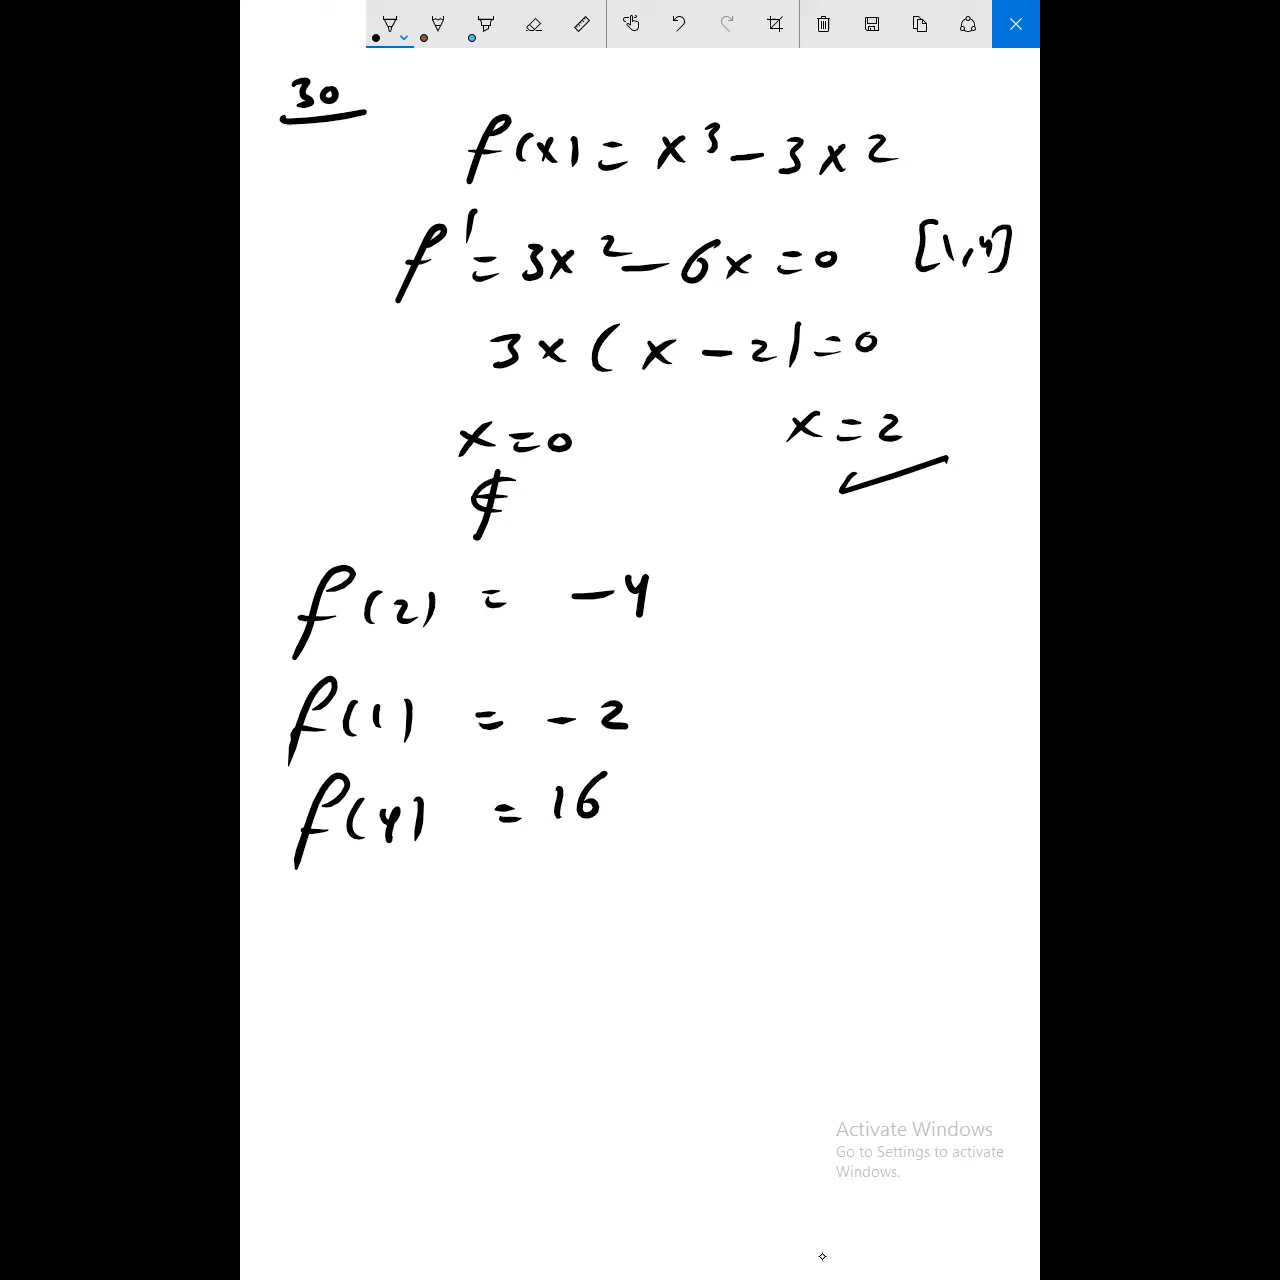 30
f(x) = x³ - 3x²
f' = 3x² - 6x = 0 [1,4]
3x(x - 2) = 0
x = 0 x = 2
∉
f(2) = -4
f(1) = -2
f(4) = 16
Activate Windows
Go to Settings to activate
Windows.